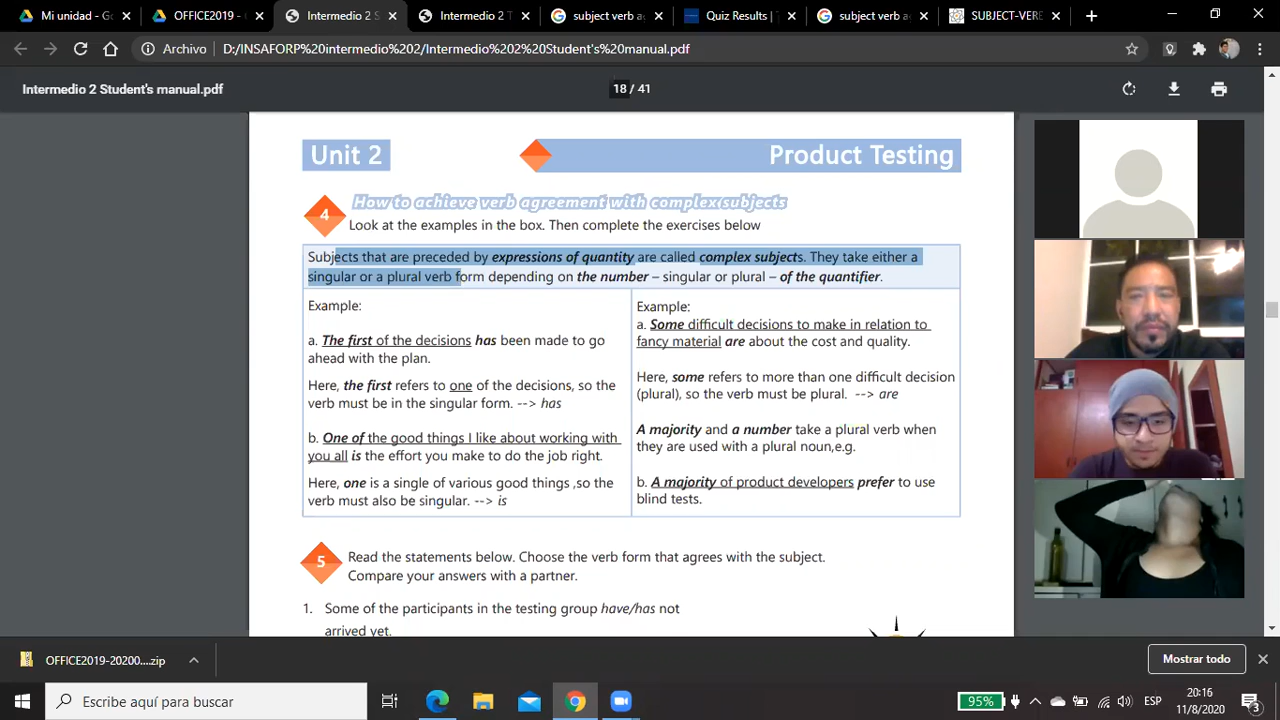 Mi unidad - G
OFFICE2019 - G
Intermedio 2 S
Intermedio 2 T
subject verb ag
Quiz Results |
subject verb ag
SUBJECT-VERB
Archivo
D:/INSAFORP%20intermedio%202/Intermedio%202%20Student's%20manual.pdf
Intermedio 2 Student's manual.pdf
18 / 41
Unit 2
Product Testing
4
How to achieve verb agreement with complex subjects
Look at the examples in the box. Then complete the exercises below
Subjects that are preceded by expressions of quantity are called complex subjects. They take either a
singular or a plural verb form depending on the number – singular or plural – of the quantifier.
Example:
a. The first of the decisions has been made to go
ahead with the plan.
Here, the first refers to one of the decisions, so the
verb must be in the singular form. --> has
b. One of the good things I like about working with
you all is the effort you make to do the job right.
Here, one is a single of various good things ,so the
verb must also be singular. --> is
Example:
a. Some difficult decisions to make in relation to
fancy material are about the cost and quality.
Here, some refers to more than one difficult decision
(plural), so the verb must be plural. --> are
A majority and a number take a plural verb when
they are used with a plural noun,e.g.
b. A majority of product developers prefer to use
blind tests.
5
Read the statements below. Choose the verb form that agrees with the subject.
Compare your answers with a partner.
1. Some of the participants in the testing group have/has not
arrived yet.
OFFICE2019-20200....zip
Mostrar todo
Escribe aquí para buscar
95%
ESP
20:16
11/8/2020
3